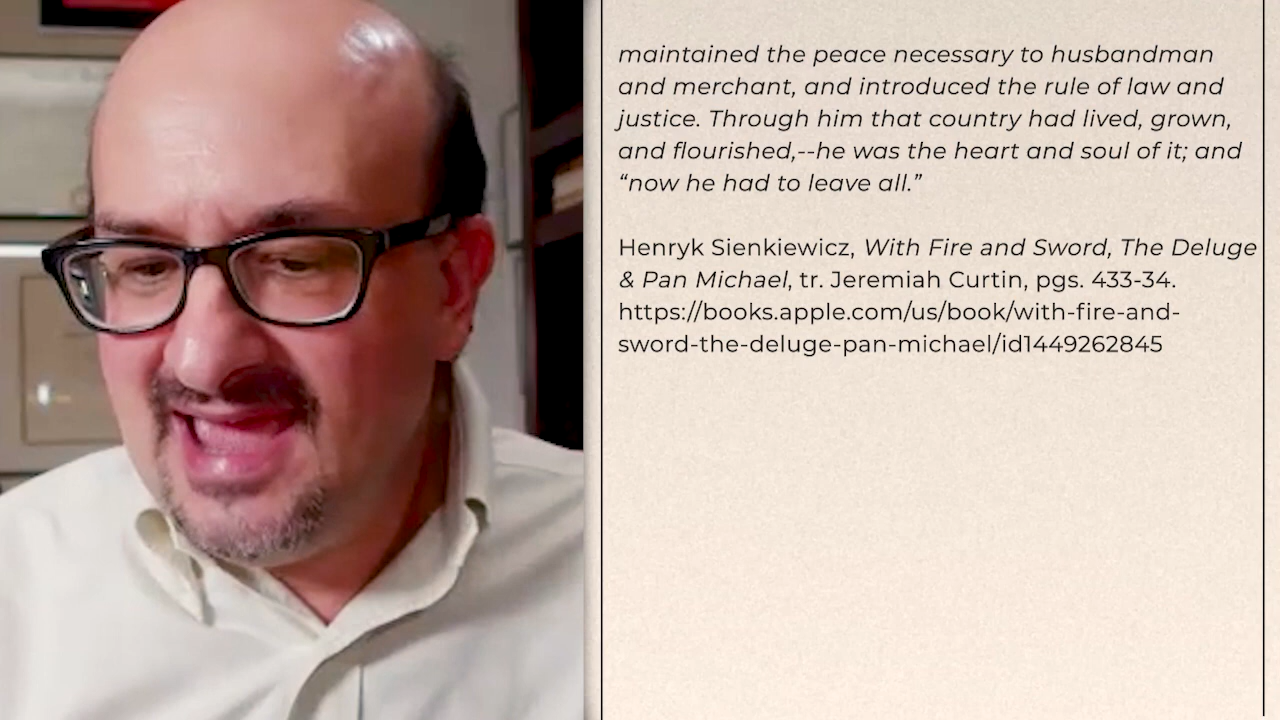 maintained the peace necessary to husbandman
and merchant, and introduced the rule of law and
justice. Through him that country had lived, grown,
and flourished,--he was the heart and soul of it; and
“now he had to leave all.”
Henryk Sienkiewicz, With Fire and Sword, The Deluge
& Pan Michael, tr. Jeremiah Curtin, pgs. 433-34.
https://books.apple.com/us/book/with-fire-and-
sword-the-deluge-pan-michael/id1449262845